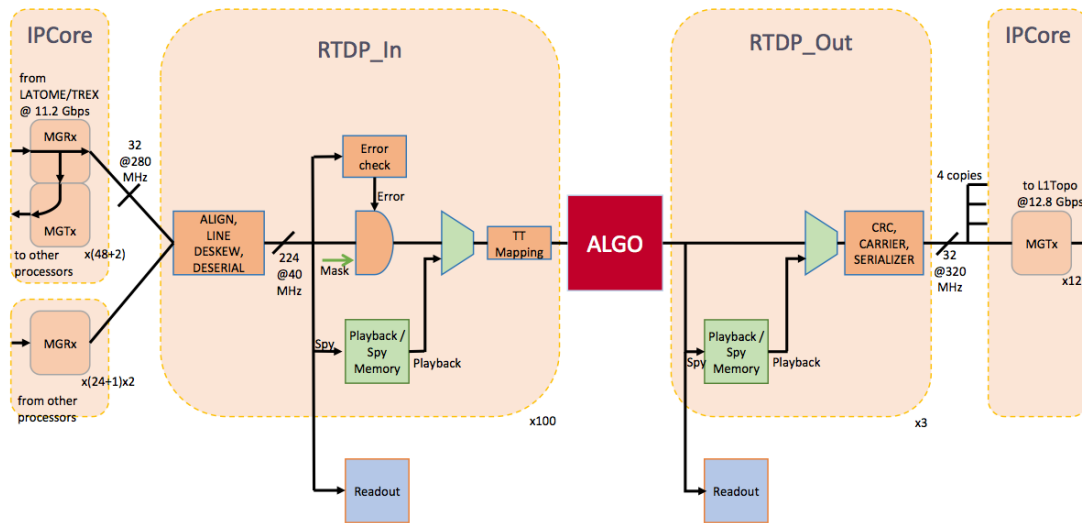 IPCore
from
LATOME/TREX
@ 11.2 Gbps
MGRx
MGTx
to other
processors
x(48+2)
MGRx
x(24+1)x2
from other
processors
32
@280
MHz
RTDP_In
ALIGN,
LINE
DESKEW,
DESERIAL
224
@40
MHz
Error
check
Error
Mask
TT
Mapping
Spy
Playback /
Spy
Memory
Playback
x100
Readout
ALGO
RTDP_Out
CRC,
CARRIER,
SERIALIZER
Spy
Playback /
Spy
Memory
Playback
x3
Readout
32
@320
MHz
4 copies
IPCore
to L1Topo
@12.8 Gbps
MGTx
x12